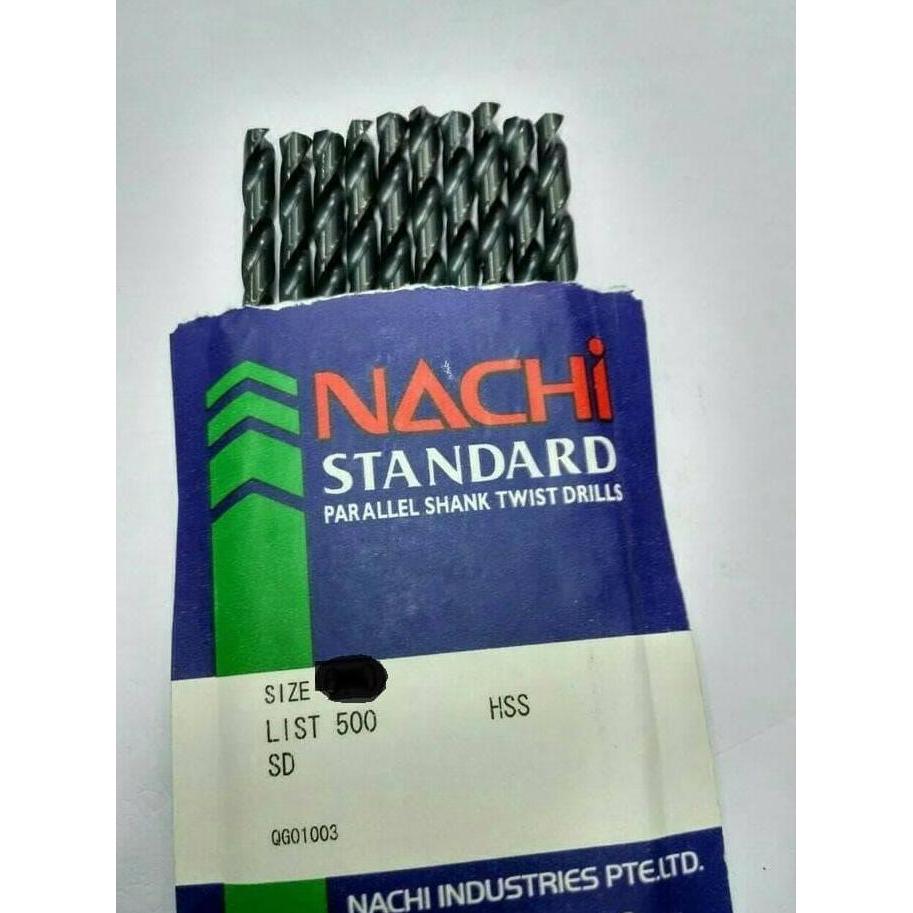 NACHi
STANDARD
PARALLEL SHANK TWIST DRILLS
SIZE
LIST 500 HSS
SD
QG01003
NACHI INDUSTRIES PTE.LTD.